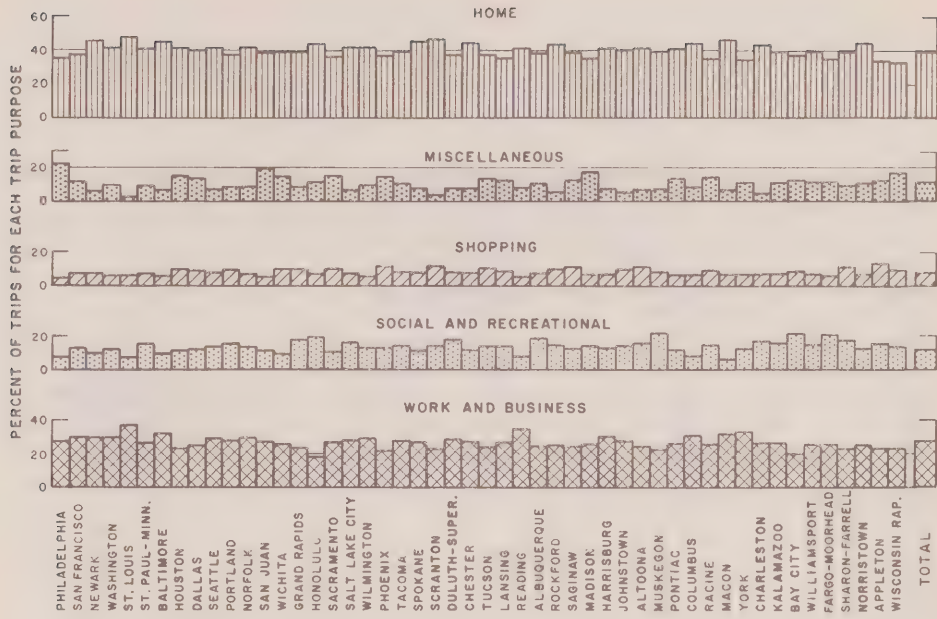 HOME
60
40
20
0
MISCELLANEOUS
20
0
SHOPPING
20
0
SOCIAL AND RECREATIONAL
20
0
WORK AND BUSINESS
40
20
0
PERCENT OF TRIPS FOR EACH TRIP PURPOSE
PHILADELPHIA
SAN FRANCISCO
NEWARK
WASHINGTON
ST. LOUIS
ST. PAUL-MINN.
BALTIMORE
HOUSTON
DALLAS
SEATTLE
PORTLAND
NORFOLK
SAN JUAN
WICHITA
GRAND RAPIDS
HONOLULU
SACRAMENTO
SALT LAKE CITY
WILMINGTON
PHOENIX
TACOMA
SPOKANE
SCRANTON
DULUTH-SUPER.
CHESTER
TUCSON
LANSING
READING
ALBUQUERQUE
ROCKFORD
SAGINAW
MADISON
HARRISBURG
JOHNSTOWN
ALTOONA
MUSKEGON
PONTIAC
COLUMBUS
RACINE
MACON
YORK
CHARLESTON
KALAMAZOO
BAY CITY
WILLIAMSPORT
FARGO-MOORHEAD
SHARON-FARRELL
NORRISTOWN
APPLETON
WISCONSIN RAP.
TOTAL